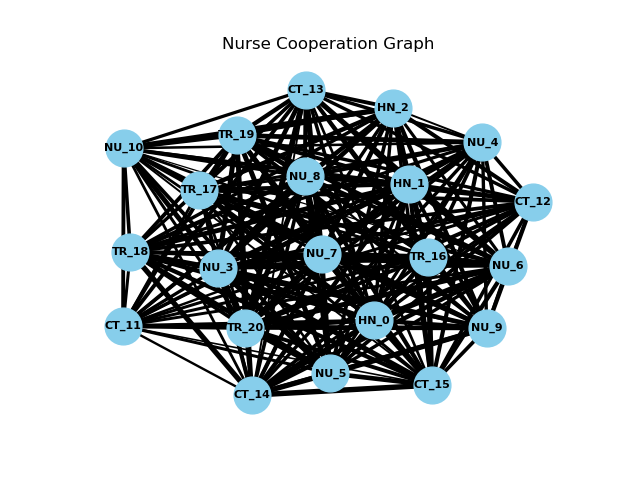 Nurse Cooperation Graph
CT_13
HN_2
TR_19
NU_4
NU_10
NU_8
HN_1
TR_17
CT_12
TR_18
NU_7
TR_16
NU_3
NU_6
HN_0
CT_11
TR_20
NU_9
NU_5
CT_15
CT_14